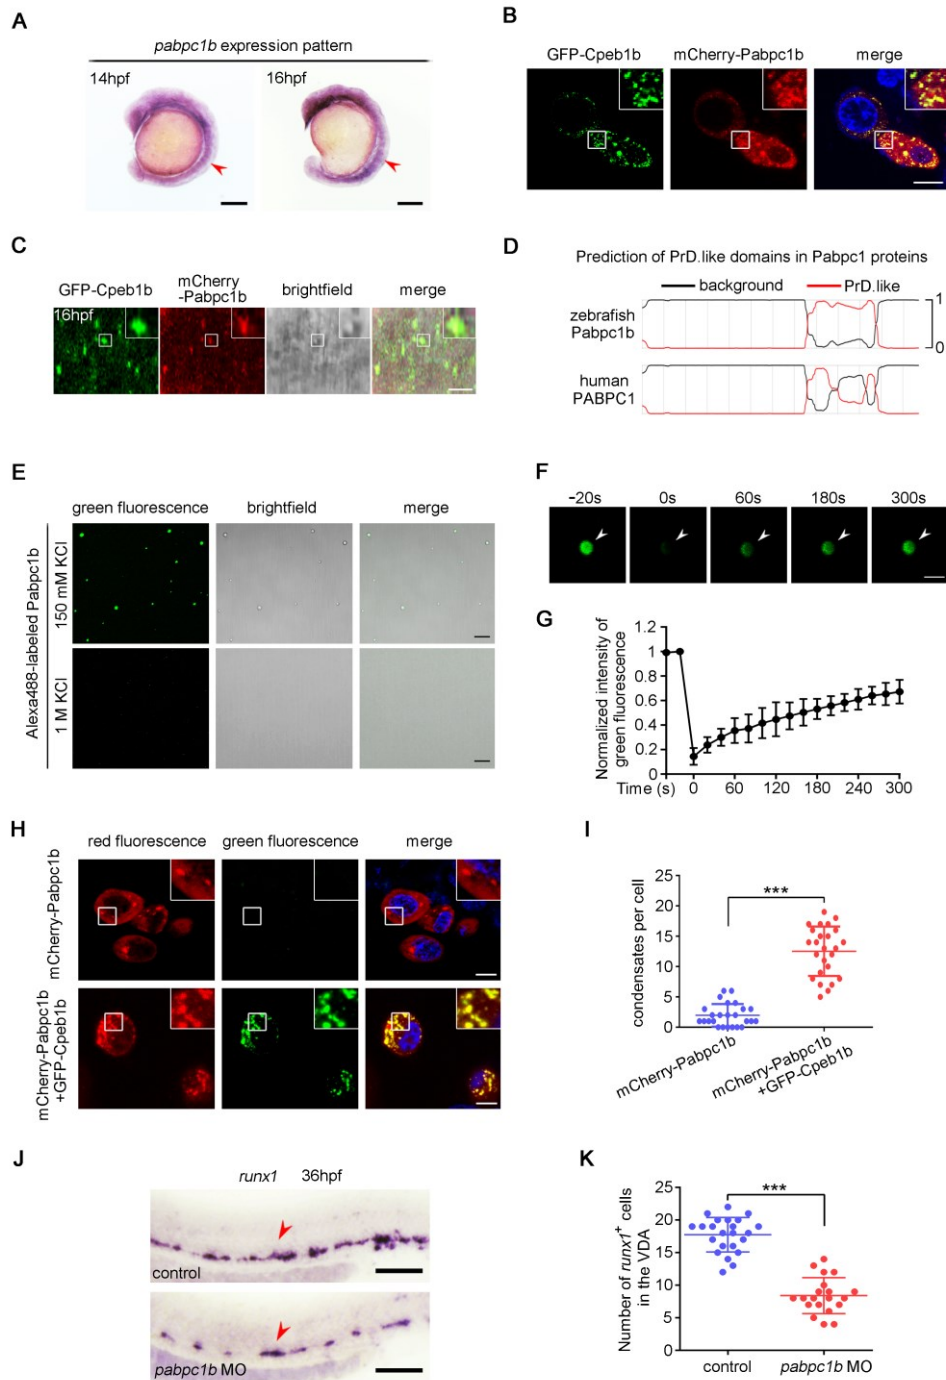 A
pabpc1b expression pattern
14hpf
16hpf
B
GFP-Cpeb1b
mCherry-Pabpc1b
merge
C
GFP-Cpeb1b
mCherry
-Pabpc1b
brightfield
merge
16hpf
D
Prediction of PrD.like domains in Pabpc1 proteins
background
PrD.like
zebrafish
Pabpc1b
1
0
human
PABPC1
E
green fluorescence
brightfield
merge
Alexa488-labeled Pabpc1b
150 mM KCl
1 M KCl
F
-20s
0s
60s
180s
300s
G
Normalized intensity of
green fluorescence
1.2
1
0.8
0.6
0.4
0.2
0
Time (s)
0
60
120
180
240
300
H
red fluorescence
green fluorescence
merge
mCherry-Pabpc1b
mCherry-Pabpc1b
+GFP-Cpeb1b
I
condensates per cell
25
20
15
10
5
0
***
mCherry-Pabpc1b
mCherry-Pabpc1b
+GFP-Cpeb1b
J
runx1 36hpf
control
pabpc1b MO
K
Number of runx1+ cells
in the VDA
25
20
15
10
5
0
***
control
pabpc1b MO